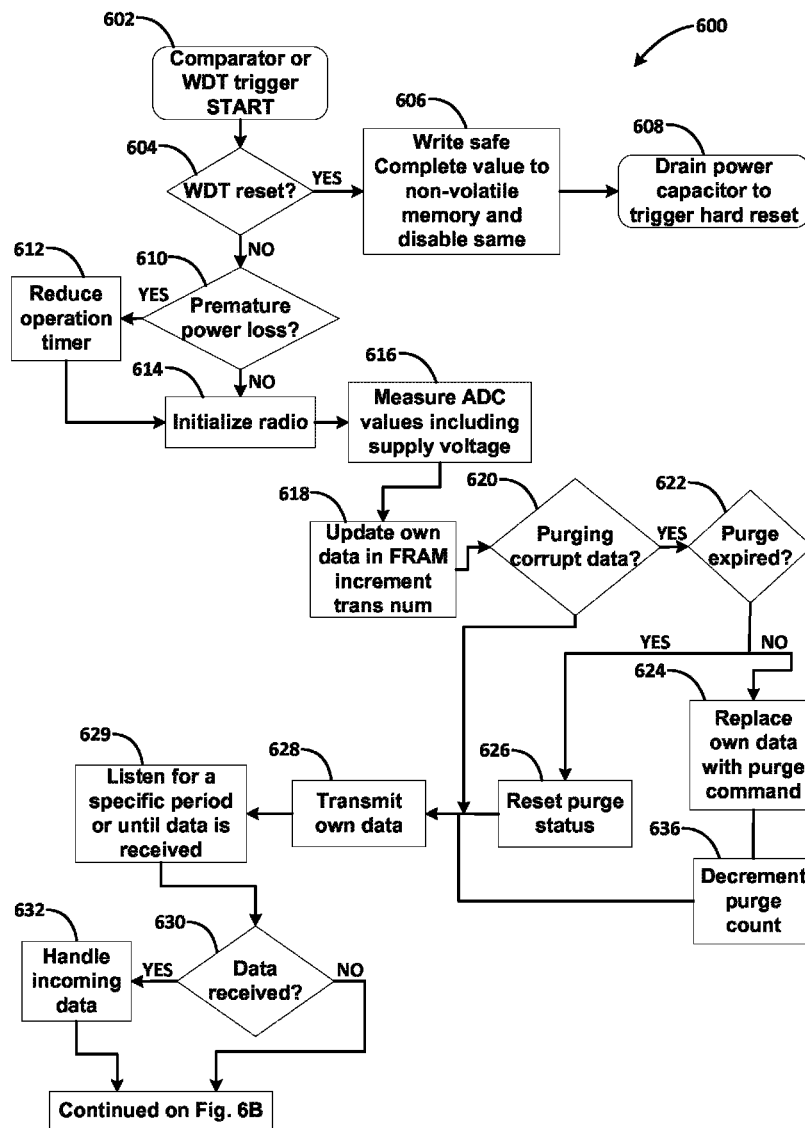 602
600
Comparator or
WDT trigger
START
606
604
608
WDT reset?
YES
Write safe
Complete value to
non-volatile
memory and
disable same
Drain power
capacitor to
trigger hard reset
NO
612
610
Reduce
operation
timer
YES
Premature
power loss?
616
614
NO
Initialize radio
Measure ADC
values including
supply voltage
620
622
618
Update own
data in FRAM
increment
trans num
Purging
corrupt data?
YES
Purge
expired?
YES
NO
624
Replace
own data
with purge
command
629
628
626
Listen for a
specific period
or until data is
received
Transmit
own data
Reset purge
status
636
Decrement
purge
count
632
630
Handle
incoming
data
YES
Data
received?
NO
Continued on Fig. 6B